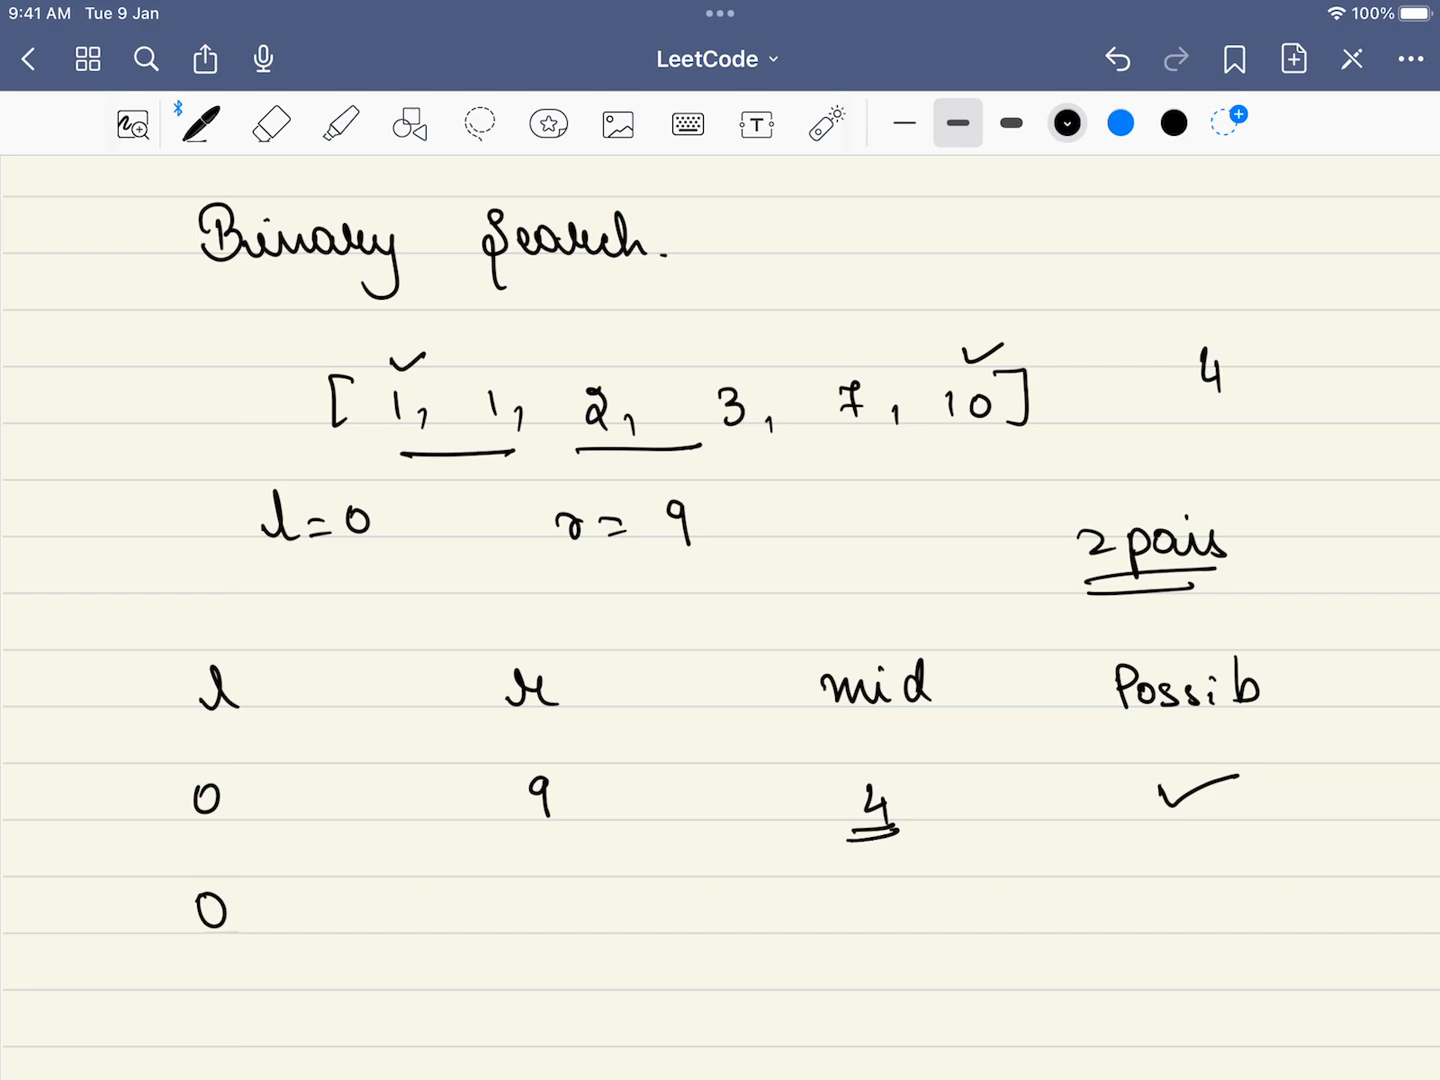 9:41 AM Tue 9 Jan
100%
LeetCode
T
Binary Search.
[ 1, 1, 2, 3, 7, 10 ] 4
l = 0 r = 9
2 pais
l r mid Possib
0 9 4 ✓
0